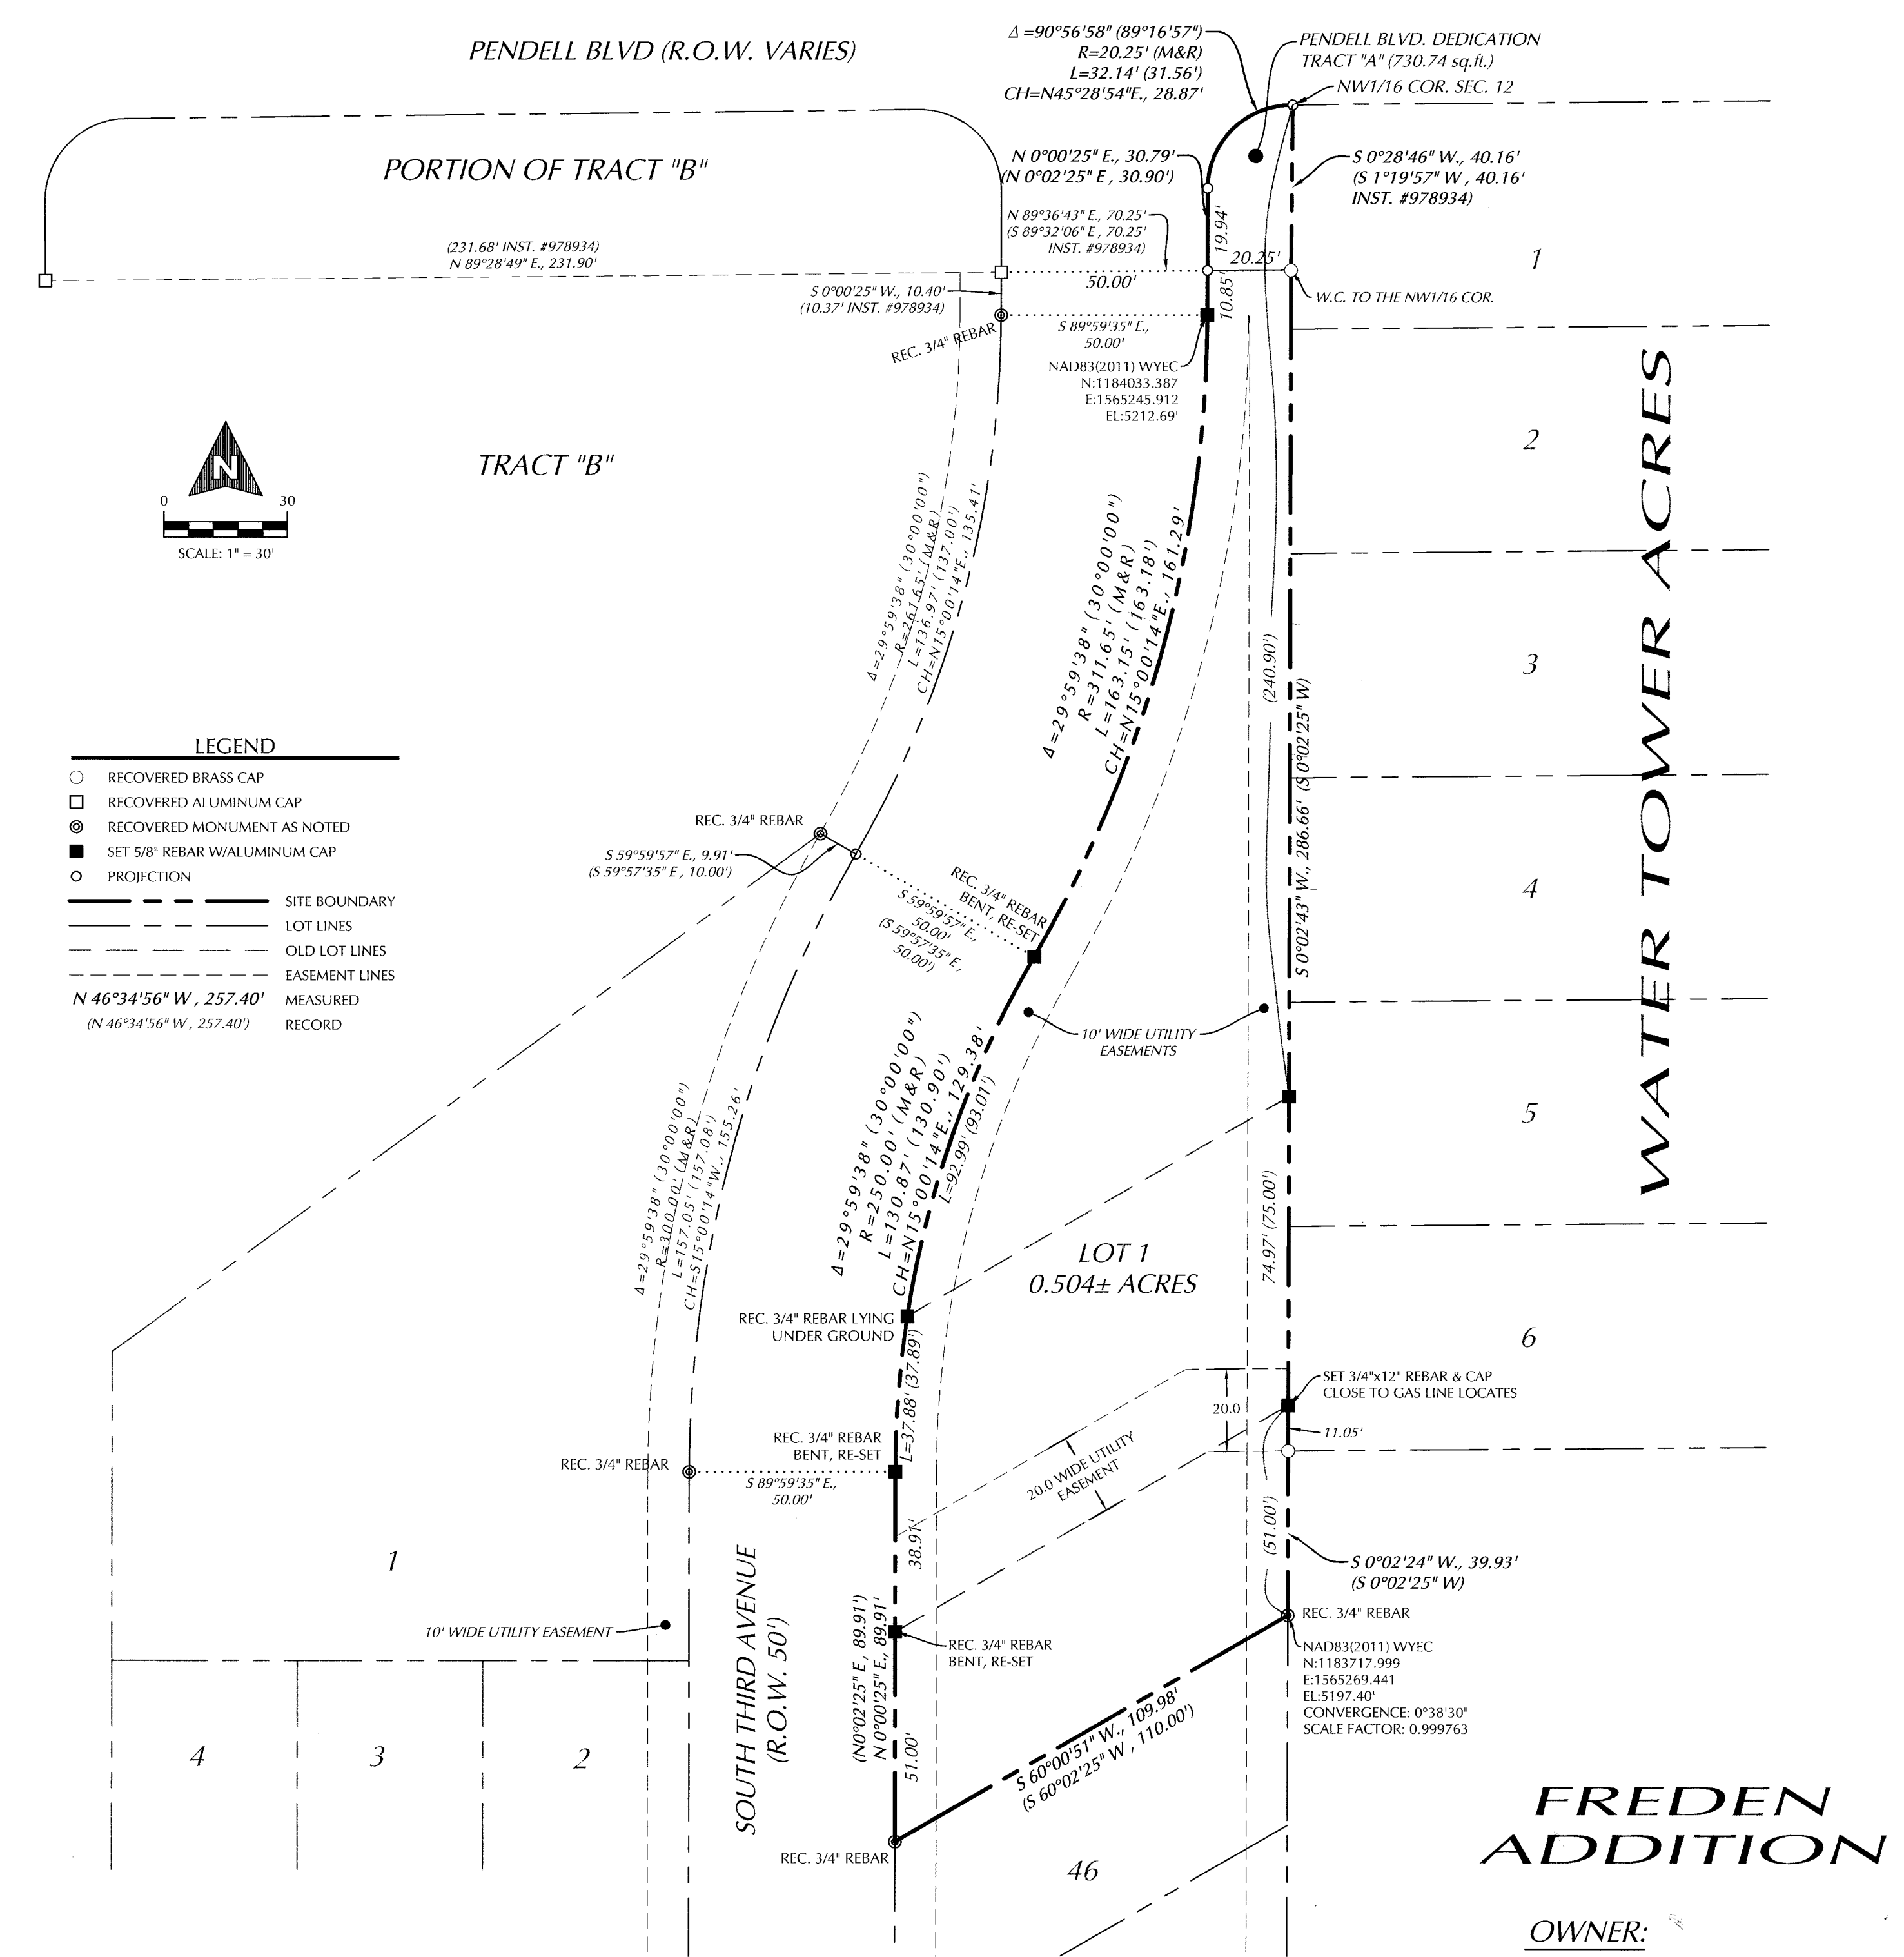 PENDELL BLVD (R.O.W. VARIES)
Δ =90°56'58" (89°16'57")
R=20.25' (M&R)
L=32.14' (31.56')
CH=N45°28'54"E., 28.87'
PENDELL BLVD. DEDICATION
TRACT "A" (730.74 sq.ft.)
NW1/16 COR. SEC. 12
PORTION OF TRACT "B"
N 0°00'25" E., 30.79'
(N 0°02'25" E , 30.90')
S 0°28'46" W., 40.16'
(S 1°19'57" W , 40.16'
INST. #978934)
(231.68' INST. #978934)
N 89°28'49" E., 231.90'
N 89°36'43" E., 70.25'
(S 89°32'06" E , 70.25'
INST. #978934)
50.00'
19.94'
20.25'
10.85'
1
W.C. TO THE NW1/16 COR.
S 0°00'25" W., 10.40'
(10.37' INST. #978934)
REC. 3/4" REBAR
S 89°59'35" E.,
50.00'
NAD83(2011) WYEC
N:1184033.387
E:1565245.912
EL:5212.69'
TRACT "B"
N
0 30
SCALE: 1" = 30'
2
3
4
5
6
WATER TOWER ACRES
Δ=29°59'38" (30°00'00")
R=261.65' (M&R)
L=136.97' (137.00')
CH=N15°00'14"E., 135.41'
Δ=29°59'38" (30°00'00")
R=311.65' (M&R)
L=163.15' (163.18')
CH=N15°00'14"E., 161.29'
(240.90')
S 0°02'43" W., 286.66' (S 0°02'25" W)
LEGEND
RECOVERED BRASS CAP
RECOVERED ALUMINUM CAP
RECOVERED MONUMENT AS NOTED
SET 5/8" REBAR W/ALUMINUM CAP
PROJECTION
SITE BOUNDARY
LOT LINES
OLD LOT LINES
EASEMENT LINES
N 46°34'56" W , 257.40' MEASURED
(N 46°34'56" W , 257.40') RECORD
REC. 3/4" REBAR
S 59°59'57" E., 9.91'
(S 59°57'35" E , 10.00')
REC. 3/4" REBAR
BENT, RE-SET
S 59°59'57" E.,
50.00'
(S 59°57'35" E ,
50.00')
10' WIDE UTILITY
EASEMENTS
Δ=29°59'38" (30°00'00")
R=300.00' (M&R)
L=157.05' (157.08')
CH=S15°00'14"W., 155.26'
Δ=29°59'38" (30°00'00")
R=250.00' (M&R)
L=130.87' (130.90')
CH=N15°00'14"E., 129.38'
L=92.99' (93.01')
74.97' (75.00')
LOT 1
0.504± ACRES
REC. 3/4" REBAR LYING
UNDER GROUND
L=37.88' (37.89')
SET 3/4"x12" REBAR & CAP
CLOSE TO GAS LINE LOCATES
20.0
11.05'
REC. 3/4" REBAR
BENT, RE-SET
REC. 3/4" REBAR
S 89°59'35" E.,
50.00'
20.0 WIDE UTILITY
EASEMENT
(51.00')
38.91'
S 0°02'24" W., 39.93'
(S 0°02'25" W)
1
10' WIDE UTILITY EASEMENT
SOUTH THIRD AVENUE
(R.O.W. 50')
(N0°02'25" E, 89.91')
N 0°00'25" E., 89.91'
REC. 3/4" REBAR
BENT, RE-SET
REC. 3/4" REBAR
NAD83(2011) WYEC
N:1183717.999
E:1565269.441
EL:5197.40'
CONVERGENCE: 0°38'30"
SCALE FACTOR: 0.999763
S 60°00'51" W., 109.98'
(S 60°02'25" W , 110.00')
51.00'
4
3
2
REC. 3/4" REBAR
46
FREDEN
ADDITION
OWNER: